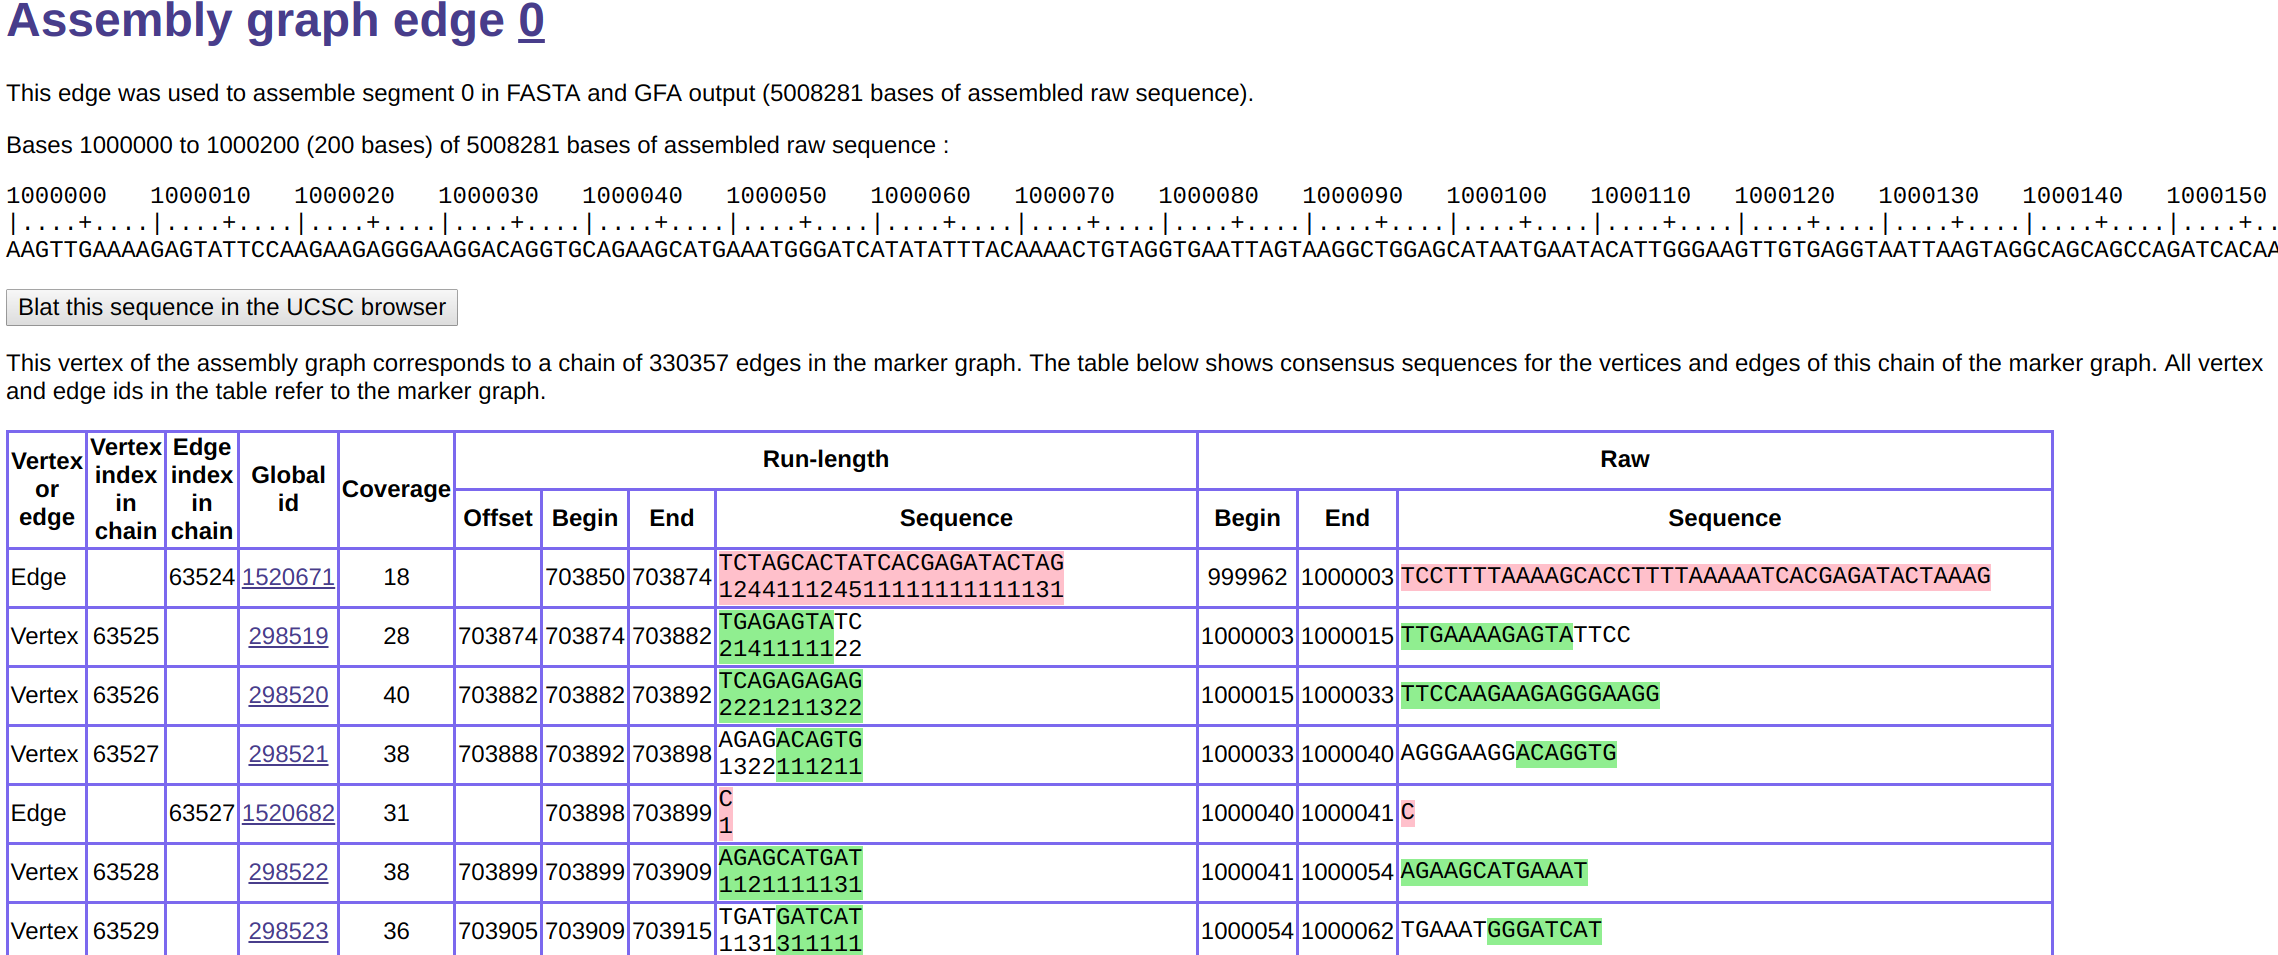 Assembly graph edge 0
This edge was used to assemble segment 0 in FASTA and GFA output (5008281 bases of assembled raw sequence).
Bases 1000000 to 1000200 (200 bases) of 5008281 bases of assembled raw sequence :
1000000   1000010   1000020   1000030   1000040   1000050   1000060   1000070   1000080   1000090   1000100   1000110   1000120   1000130   1000140   1000150
|....+....|....+....|....+....|....+....|....+....|....+....|....+....|....+....|....+....|....+....|....+....|....+....|....+....|....+....|....+....|....+..
AAGTTGAAAAGAGTATTCCAAGAAGAGGGAAGGACAGGTGCAGAAGCATGAAATGGGATCATATATTTACAAAACTGTAGGTGAATTAGTAAGGCTGGAGCATAATGAATACATTGGGAAGTTGTGAGGTAATTAAGTAGGCAGCAGCCAGATCACAA
Blat this sequence in the UCSC browser
This vertex of the assembly graph corresponds to a chain of 330357 edges in the marker graph. The table below shows consensus sequences for the vertices and edges of this chain of the marker graph. All vertex
and edge ids in the table refer to the marker graph.
Vertex or edge Vertex index in chain Edge index in chain Global id Coverage Run-length Raw
Offset Begin End Sequence Begin End Sequence
Edge 63524 1520671 18 703850 703874 TCTAGCACTATCACGAGATACTAG 999962 1000003 TCCTTTTAAAAGCACCTTTTAAAAATCACGAGATACTAAAG
124411124511111111111131
Vertex 63525 298519 28 703874 703874 703882 TGAGAGTATC 1000003 1000015 TTGAAAAGAGTATTCC
2141111122
Vertex 63526 298520 40 703882 703882 703892 TCAGAGAGAG 1000015 1000033 TTCCAAGAAGAGGGAAGG
2221211322
Vertex 63527 298521 38 703888 703892 703898 AGAGACAGTG 1000033 1000040 AGGGAAGGACAGGTG
1322111211
Edge 63527 1520682 31 703898 703899 C 1000040 1000041 C
1
Vertex 63528 298522 38 703899 703899 703909 AGAGCATGAT 1000041 1000054 AGAAGCATGAAAT
1121111131
Vertex 63529 298523 36 703905 703909 703915 TGATGATCAT 1000054 1000062 TGAAATGGGATCAT
1131311111